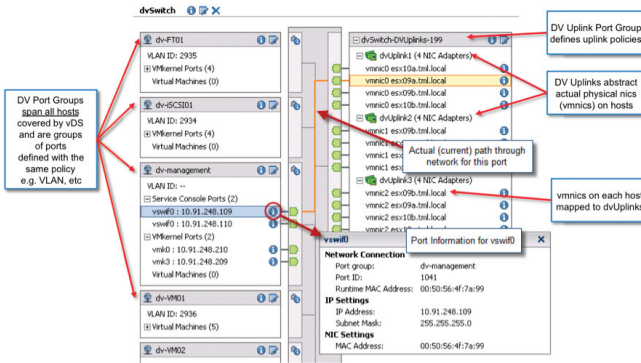 dvSwitch
DV Port Groups
span all hosts
covered by vDS
and are groups
of ports
defined with the
same policy
e.g. VLAN, etc
dv-FT01
VLAN ID: 2935
VMkernel Ports (4)
Virtual Machines (0)
dv-iSCSI01
VLAN ID: 2934
VMkernel Ports (4)
Virtual Machines (0)
dv-management
VLAN ID: --
Service Console Ports (2)
vswif0 : 10.91.248.109
vswif0 : 10.91.248.110
VMkernel Ports (2)
vmk0 : 10.91.248.210
vmk3 : 10.91.248.209
Virtual Machines (0)
dv-VM01
VLAN ID: 2936
Virtual Machines (5)
dv-VM02
dvSwitch-DVUplinks-199
dvUplink1 (4 NIC Adapters)
vmnic0 esx10a.tml.local
vmnic0 esx09a.tml.local
vmnic0 esx09b.tml.local
vmnic0 esx10b.tml.local
dvUplink2 (4 NIC Adapters)
vmnic1 esx09b.tml.local
vmnic1 esx
vmnic1 esx
vmnic1 esx
dvUplink3 (4 NIC Adapters)
vmnic2 esx09b.tml.local
vmnic2 esx09a.tml.local
vmnic2 esx10b.tml.local
Actual (current) path through
network for this port
DV Uplink Port Group
defines uplink policies
DV Uplinks abstract
actual physical nics
(vmnics) on hosts
vmnics on each host
mapped to dvUplinks
Port Information for vswif0
vswif0
Network Connection
Port group: dv-management
Port ID: 1041
Runtime MAC Address: 00:50:56:4f:7a:99
IP Settings
IP Address: 10.91.248.109
Subnet Mask: 255.255.255.0
NIC Settings
MAC Address: 00:50:56:4f:7a:99